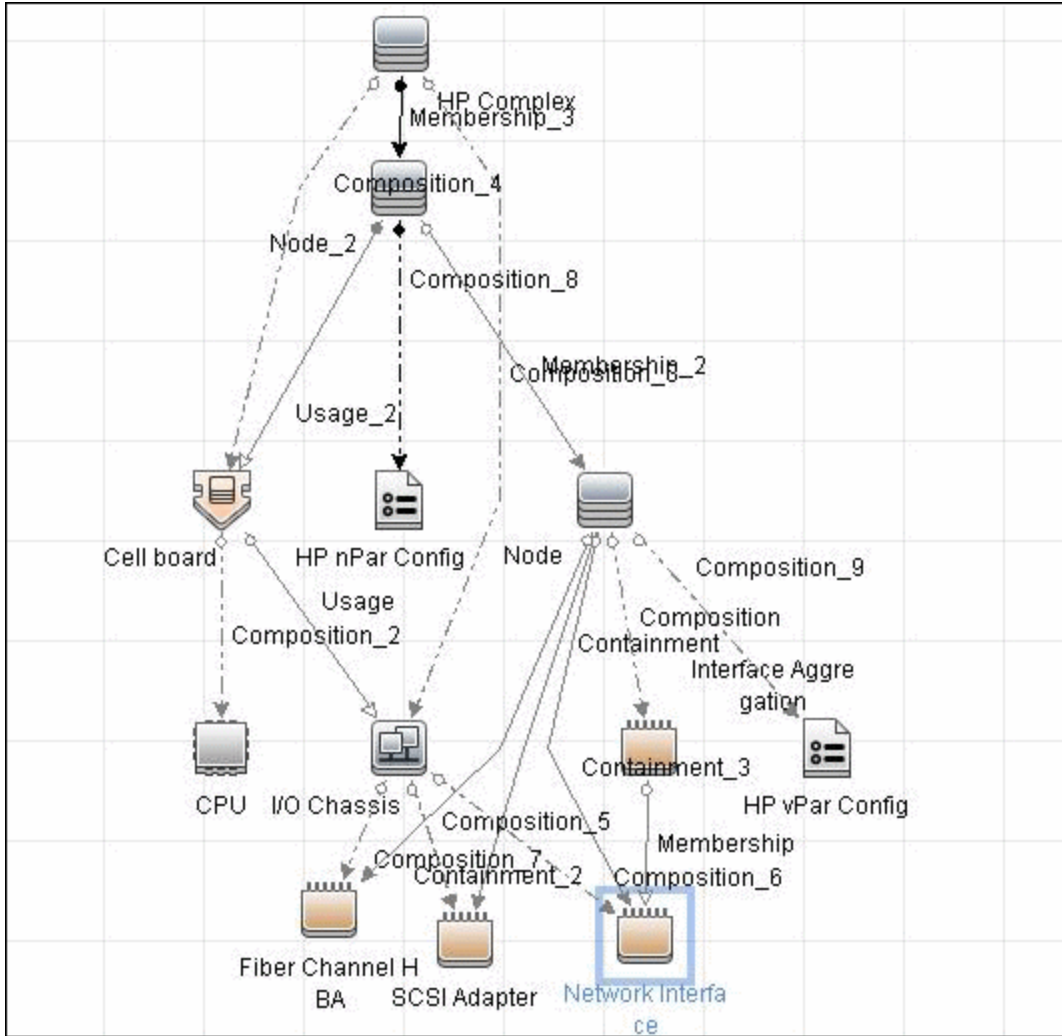 HP Complex
Membership_3
Composition_4
Node_2
Composition_8
Membership_2
Composition_3
Usage_2
Cell board
HP nPar Config
Node
Composition_9
Usage
Composition
Composition_2
Containment
Interface Aggre
gation
Containment_3
CPU
I/O Chassis
HP vPar Config
Composition_5
Membership
Composition_7
Containment_2
Composition_6
Fiber Channel H
BA
SCSI Adapter
Network Interfa
ce